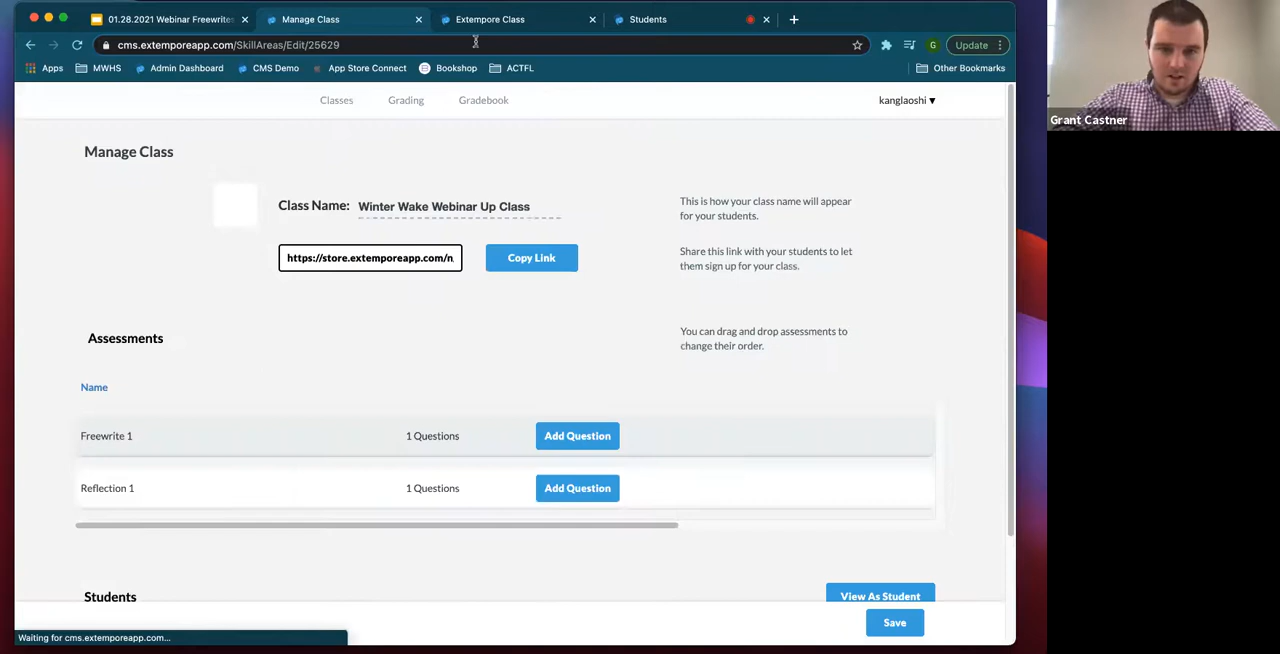 01.28.2021 Webinar Freewrites
Manage Class
Extempore Class
Students
cms.extemporeapp.com/SkillAreas/Edit/25629
G
Update
Apps
MWHS
Admin Dashboard
CMS Demo
App Store Connect
Bookshop
ACTFL
Other Bookmarks
Classes
Grading
Gradebook
kanglaoshi ▾
Grant Castner
Manage Class
Class Name:
Winter Wake Webinar Up Class
This is how your class name will appear
for your students.
https://store.extemporeapp.com/n
Copy Link
Share this link with your students to let
them sign up for your class.
Assessments
You can drag and drop assessments to
change their order.
Name
Freewrite 1
1 Questions
Add Question
Reflection 1
1 Questions
Add Question
Students
View As Student
Save
Waiting for cms.extemporeapp.com...